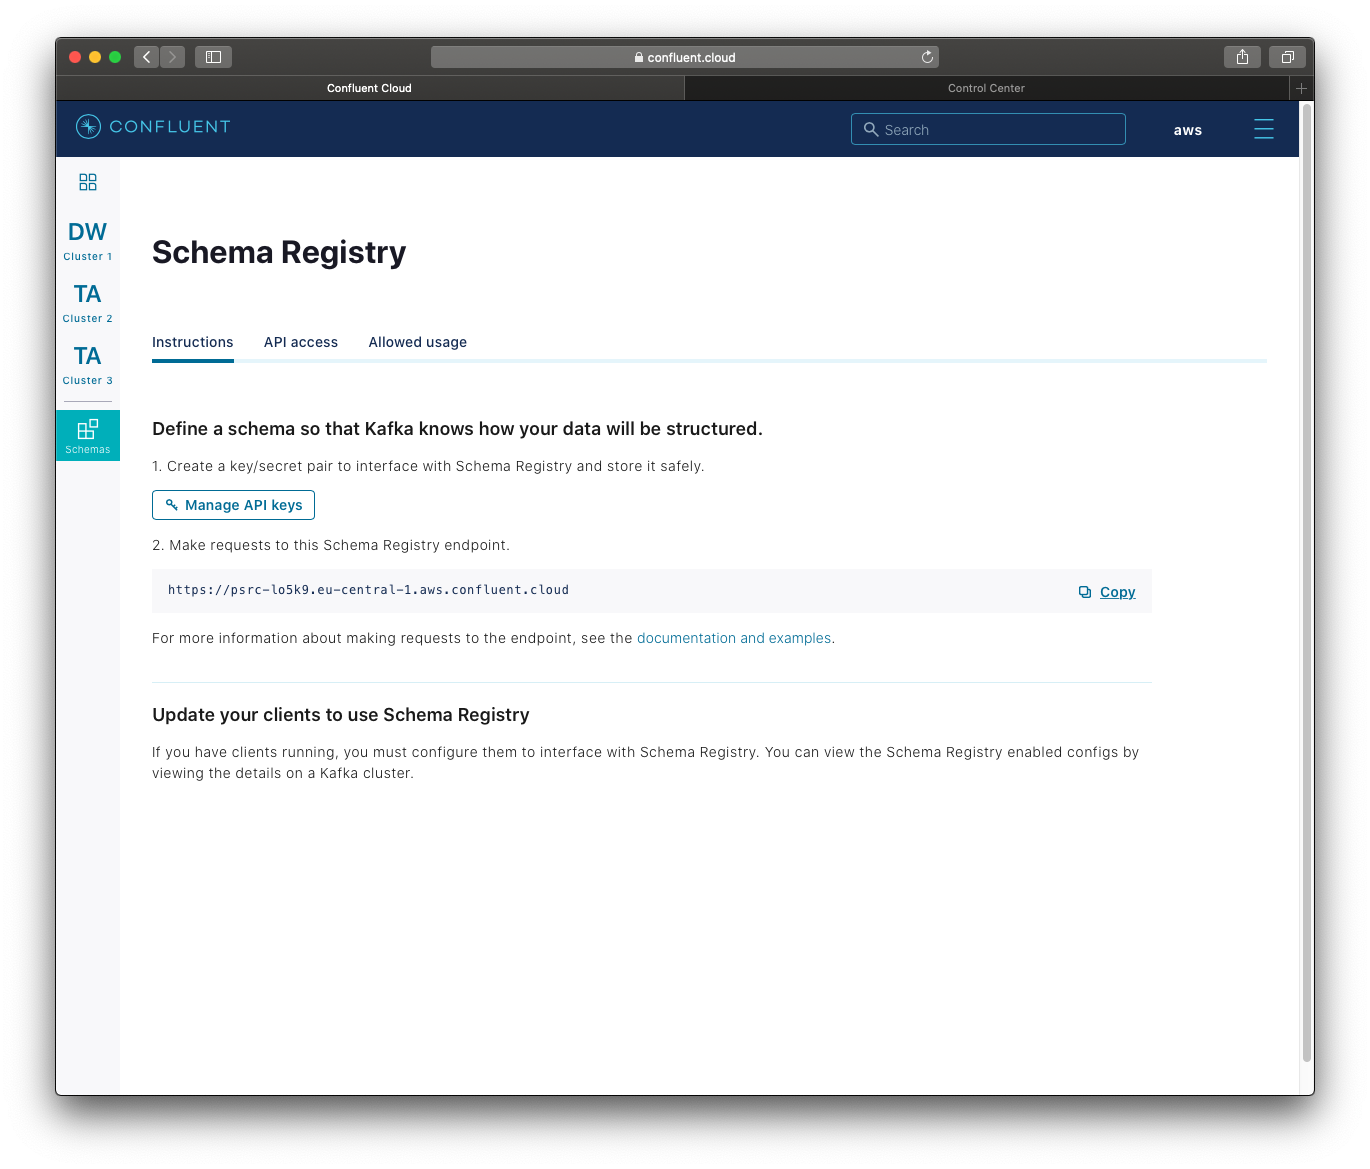 confluent.cloud
Confluent Cloud
Control Center
CONFLUENT
Search
aws
DW
Cluster 1
TA
Cluster 2
TA
Cluster 3
Schemas
Schema Registry
Instructions
API access
Allowed usage
Define a schema so that Kafka knows how your data will be structured.
1. Create a key/secret pair to interface with Schema Registry and store it safely.
Manage API keys
2. Make requests to this Schema Registry endpoint.
https://psrc-lo5k9.eu-central-1.aws.confluent.cloud
Copy
For more information about making requests to the endpoint, see the documentation and examples.
Update your clients to use Schema Registry
If you have clients running, you must configure them to interface with Schema Registry. You can view the Schema Registry enabled configs by
viewing the details on a Kafka cluster.